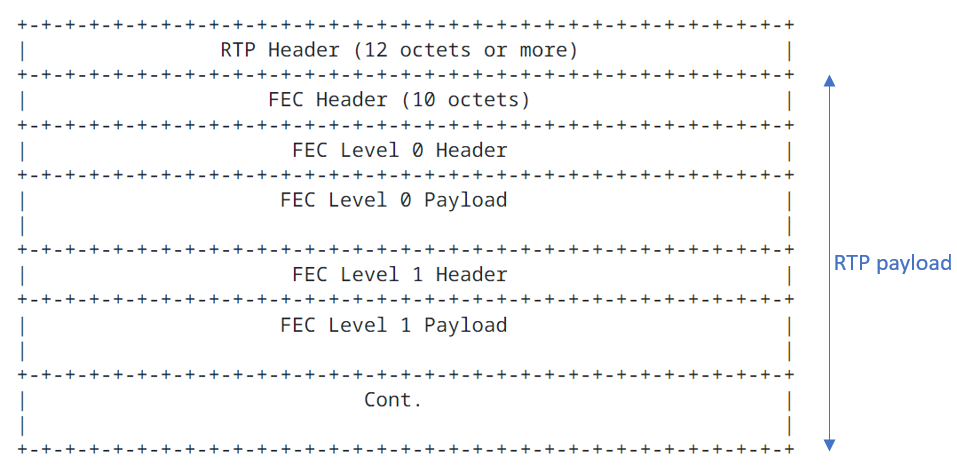 +-+-+-+-+-+-+-+-+-+-+-+-+-+-+-+-+-+-+-+-+-+-+-+-+-+-+-+-+-+-+-+-+
| RTP Header (12 octets or more) |
+-+-+-+-+-+-+-+-+-+-+-+-+-+-+-+-+-+-+-+-+-+-+-+-+-+-+-+-+-+-+-+-+
| FEC Header (10 octets) |
+-+-+-+-+-+-+-+-+-+-+-+-+-+-+-+-+-+-+-+-+-+-+-+-+-+-+-+-+-+-+-+-+
| FEC Level 0 Header |
+-+-+-+-+-+-+-+-+-+-+-+-+-+-+-+-+-+-+-+-+-+-+-+-+-+-+-+-+-+-+-+-+
| FEC Level 0 Payload |
| |
+-+-+-+-+-+-+-+-+-+-+-+-+-+-+-+-+-+-+-+-+-+-+-+-+-+-+-+-+-+-+-+-+
RTP payload
| FEC Level 1 Header |
+-+-+-+-+-+-+-+-+-+-+-+-+-+-+-+-+-+-+-+-+-+-+-+-+-+-+-+-+-+-+-+-+
| FEC Level 1 Payload |
| |
+-+-+-+-+-+-+-+-+-+-+-+-+-+-+-+-+-+-+-+-+-+-+-+-+-+-+-+-+-+-+-+-+
| Cont. |
| |
+-+-+-+-+-+-+-+-+-+-+-+-+-+-+-+-+-+-+-+-+-+-+-+-+-+-+-+-+-+-+-+-+